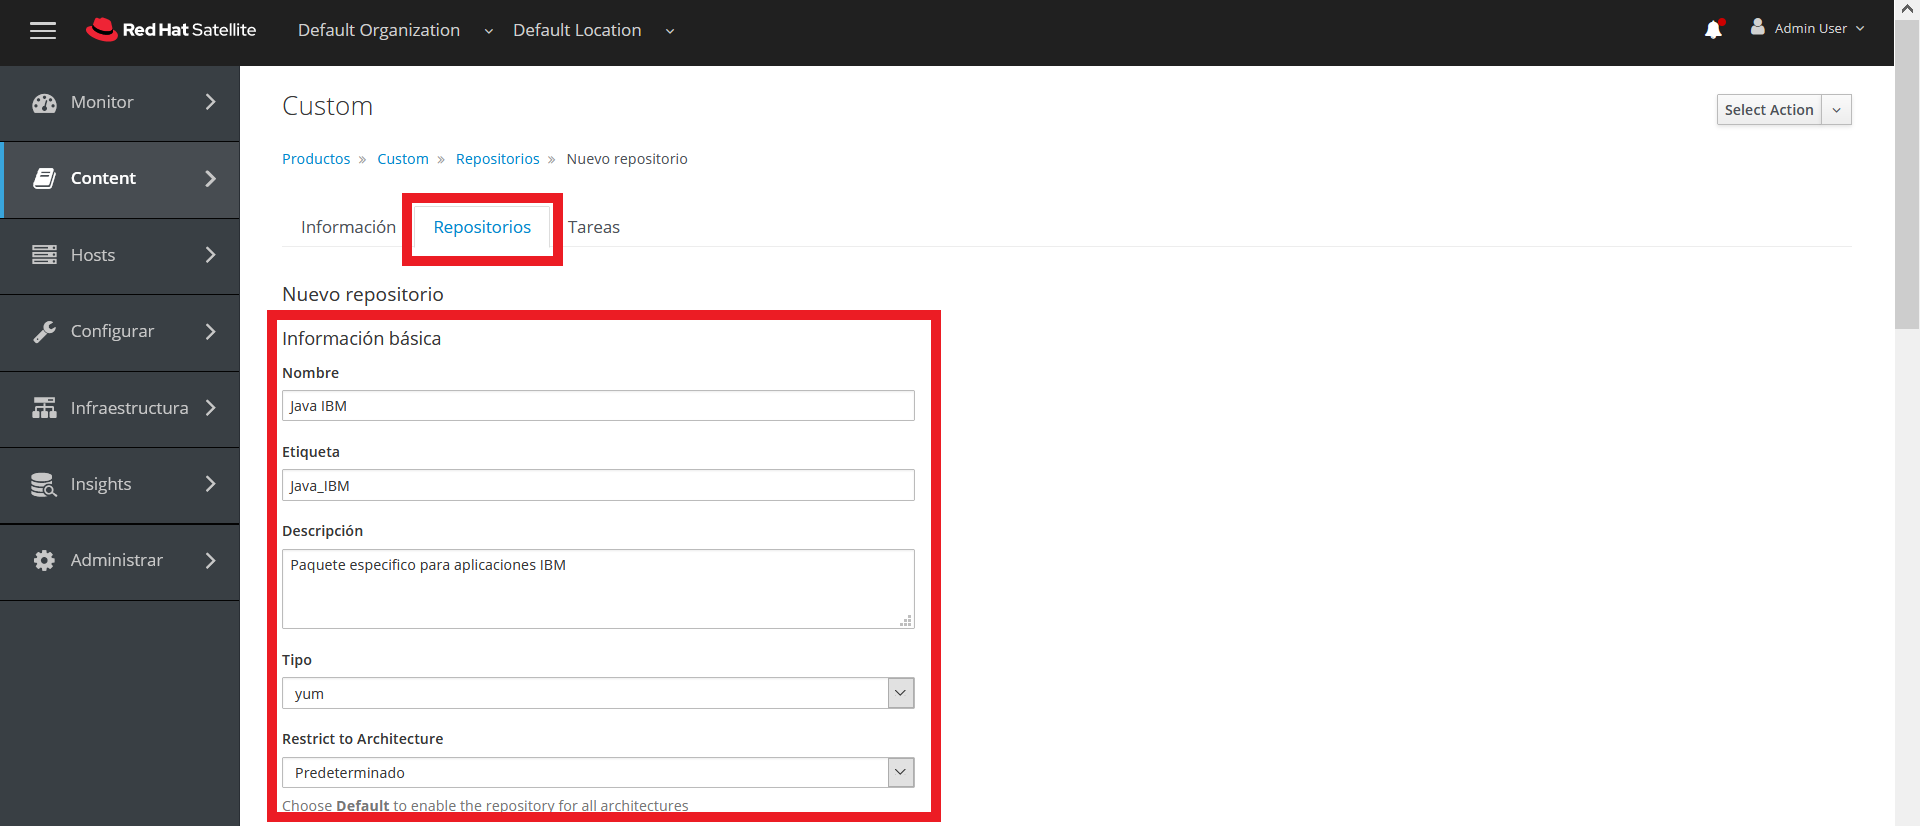 Red Hat Satellite Default Organization Default Location Admin User
Monitor
Content
Hosts
Configurar
Infraestructura
Insights
Administrar
Custom
Select Action
Productos » Custom » Repositorios » Nuevo repositorio
Información Repositorios Tareas
Nuevo repositorio
Información básica
Nombre
Java IBM
Etiqueta
Java_IBM
Descripción
Paquete especifico para aplicaciones IBM
Tipo
yum
Restrict to Architecture
Predeterminado
Choose Default to enable the repository for all architectures